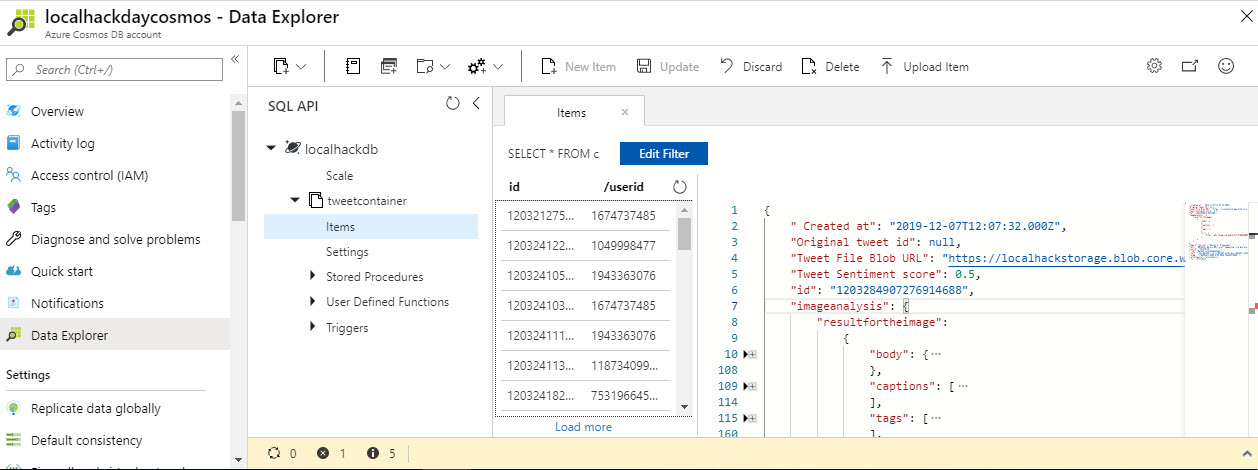 localhackdaycosmos - Data Explorer
Azure Cosmos DB account
Search (Ctrl+/)
Overview
Activity log
Access control (IAM)
Tags
Diagnose and solve problems
Quick start
Notifications
Data Explorer
Settings
Replicate data globally
Default consistency
New Item
Update
Discard
Delete
Upload Item
SQL API
localhackdb
Scale
tweetcontainer
Items
Settings
Stored Procedures
User Defined Functions
Triggers
Items
SELECT * FROM c
Edit Filter
id /userid
120321275... 1674737485
120324122... 1049998477
120324105... 1943363076
120324103... 1674737485
120324111... 1943363076
120324113... 118734099...
120324182... 753196645...
Load more
1 {
2 " Created at": "2019-12-07T12:07:32.000Z",
3 "Original tweet id": null,
4 "Tweet File Blob URL": "https://localhackstorage.blob.core.w
5 "Tweet Sentiment score": 0.5,
6 "id": "1203284907276914688",
7 "imageanalysis": {
8 "resultfortheimage":
9 {
10 "body": { ...
108 },
109 "captions": [ ...
114 ],
115 "tags": [ ...
160 ],
0 1 5